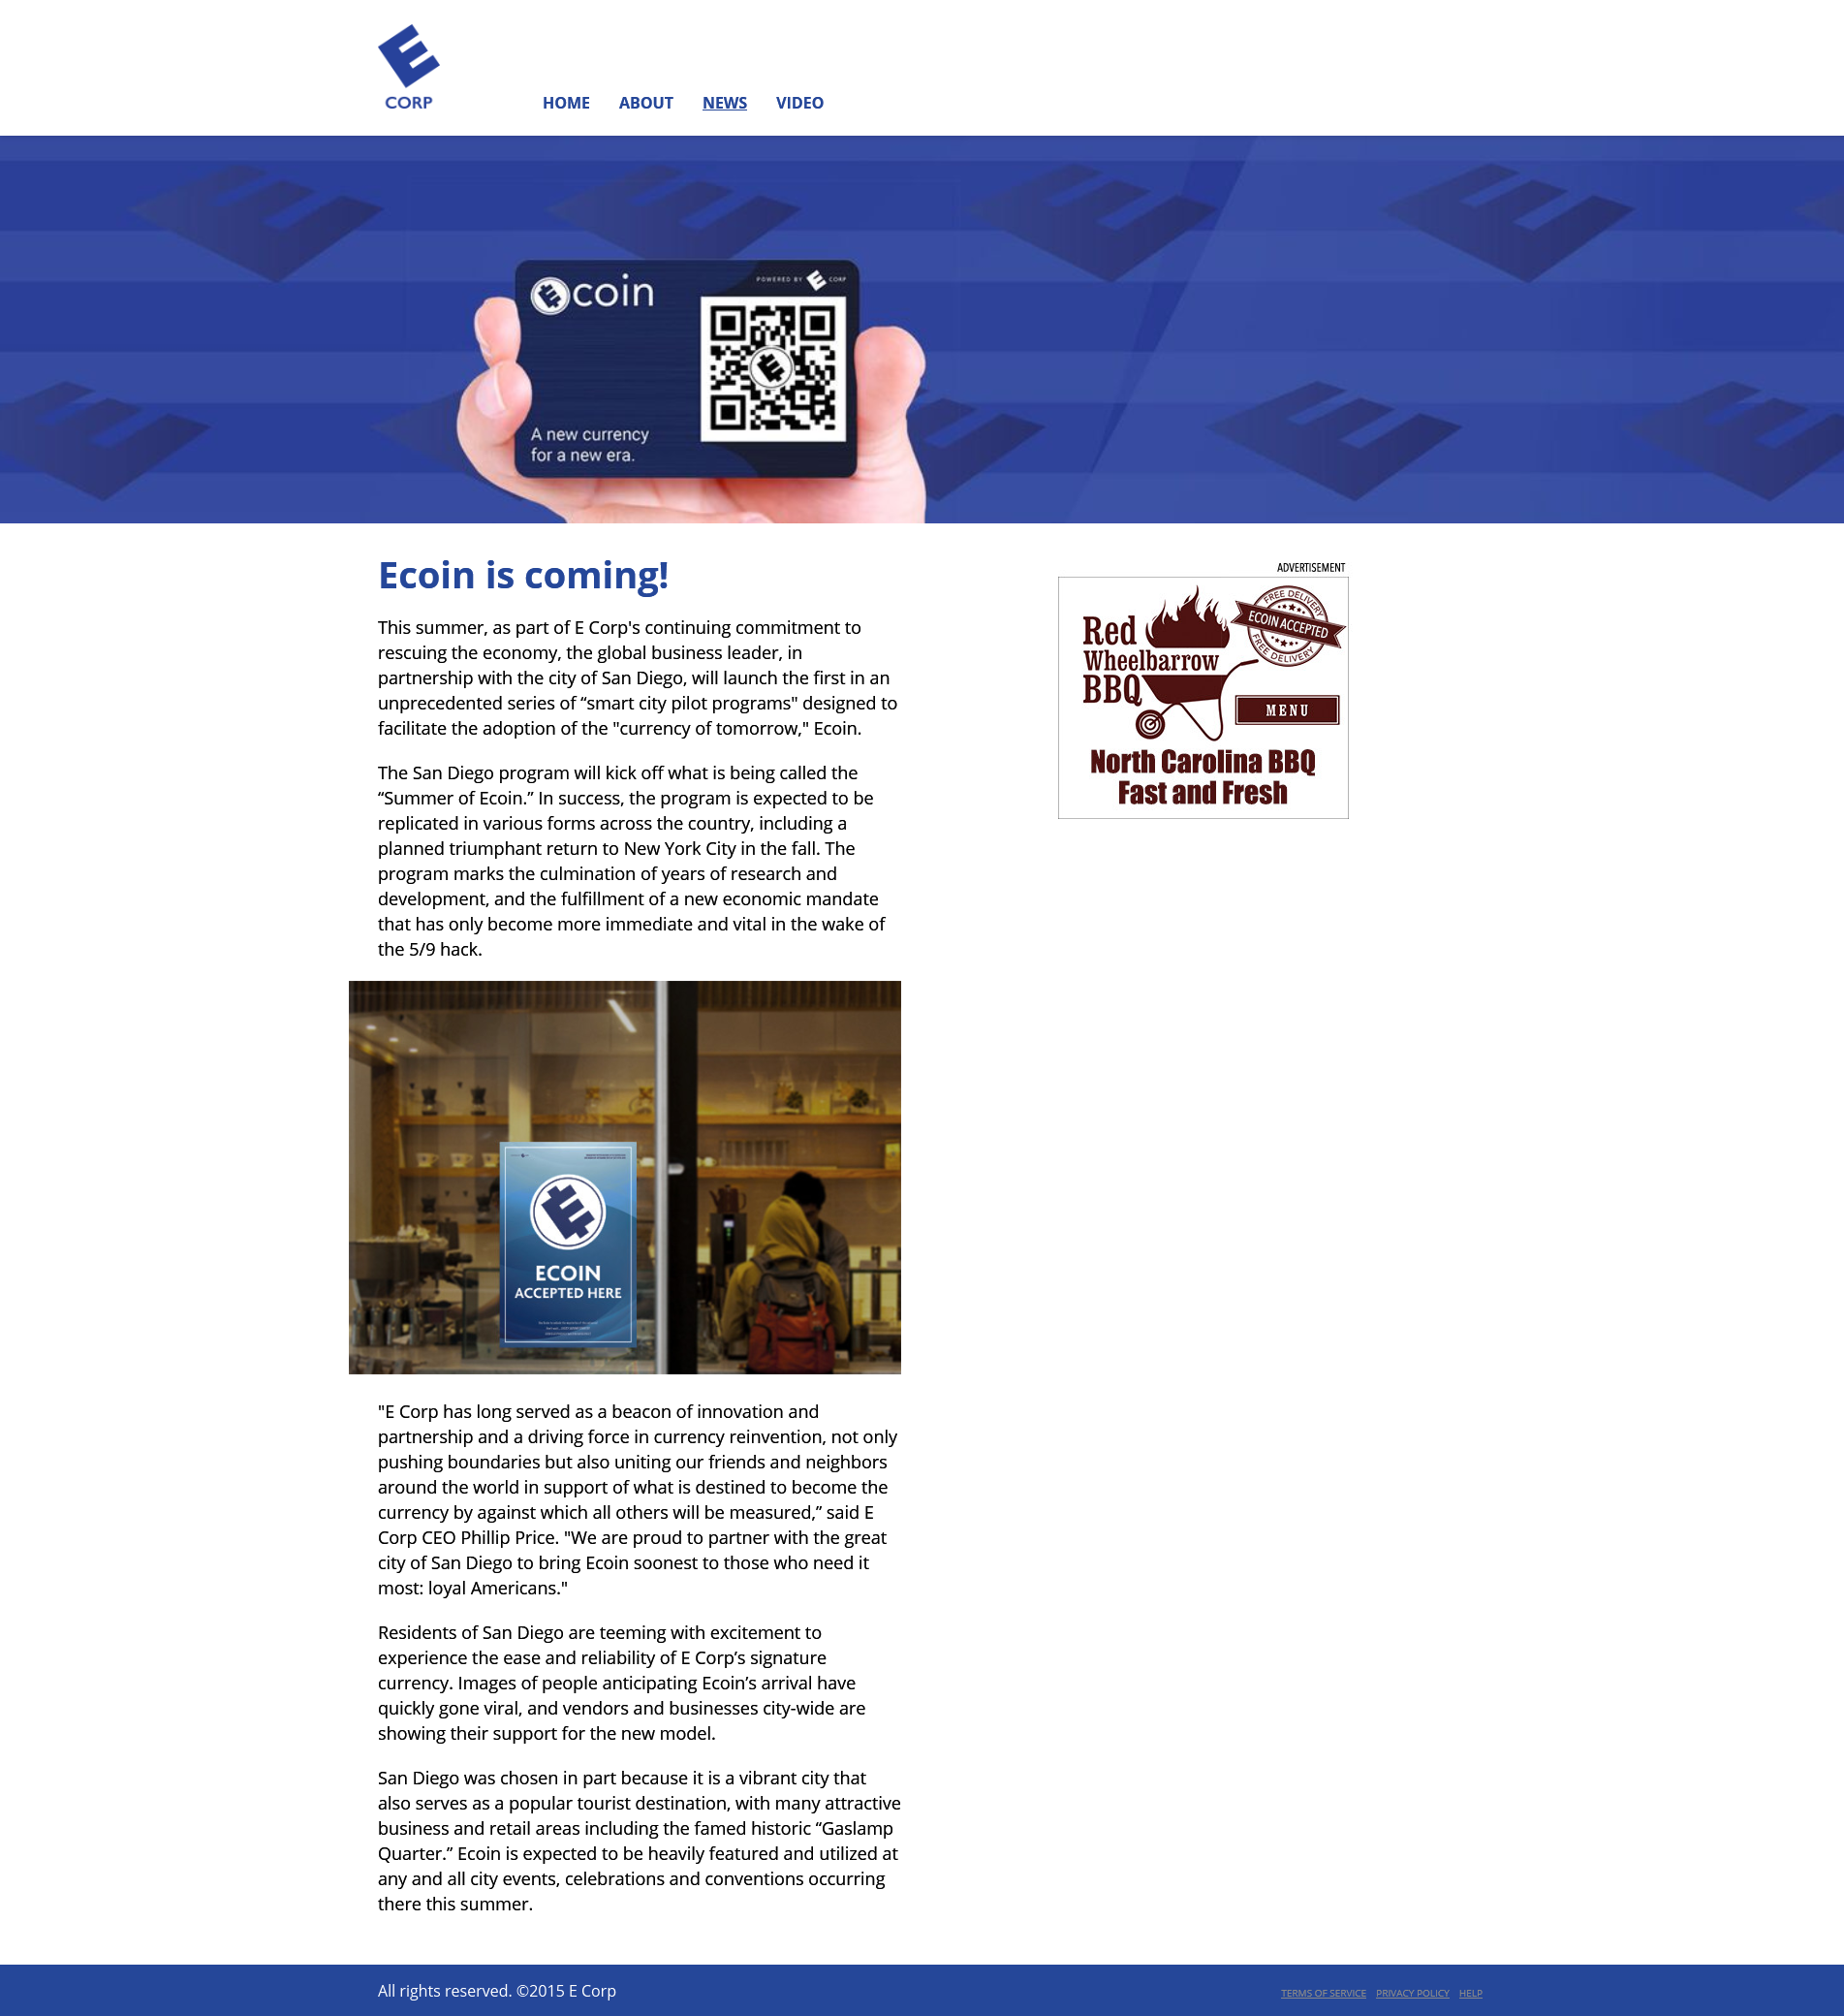 E
CORP
HOME ABOUT NEWS VIDEO
Ecoin
POWERED BY E CORP
A new currency
for a new era.
Ecoin is coming!
This summer, as part of E Corp's continuing commitment to
rescuing the economy, the global business leader, in
partnership with the city of San Diego, will launch the first in an
unprecedented series of “smart city pilot programs" designed to
facilitate the adoption of the "currency of tomorrow," Ecoin.
The San Diego program will kick off what is being called the
“Summer of Ecoin.” In success, the program is expected to be
replicated in various forms across the country, including a
planned triumphant return to New York City in the fall. The
program marks the culmination of years of research and
development, and the fulfillment of a new economic mandate
that has only become more immediate and vital in the wake of
the 5/9 hack.
E
ECOIN
ACCEPTED HERE
"E Corp has long served as a beacon of innovation and
partnership and a driving force in currency reinvention, not only
pushing boundaries but also uniting our friends and neighbors
around the world in support of what is destined to become the
currency by against which all others will be measured,” said E
Corp CEO Phillip Price. "We are proud to partner with the great
city of San Diego to bring Ecoin soonest to those who need it
most: loyal Americans."
Residents of San Diego are teeming with excitement to
experience the ease and reliability of E Corp’s signature
currency. Images of people anticipating Ecoin’s arrival have
quickly gone viral, and vendors and businesses city-wide are
showing their support for the new model.
San Diego was chosen in part because it is a vibrant city that
also serves as a popular tourist destination, with many attractive
business and retail areas including the famed historic “Gaslamp
Quarter.” Ecoin is expected to be heavily featured and utilized at
any and all city events, celebrations and conventions occurring
there this summer.
ADVERTISEMENT
Red
Wheelbarrow
BBQ
FREE DELIVERY
ECOIN ACCEPTED
FREE DELIVERY
MENU
North Carolina BBQ
Fast and Fresh
All rights reserved. ©2015 E Corp
TERMS OF SERVICE PRIVACY POLICY HELP